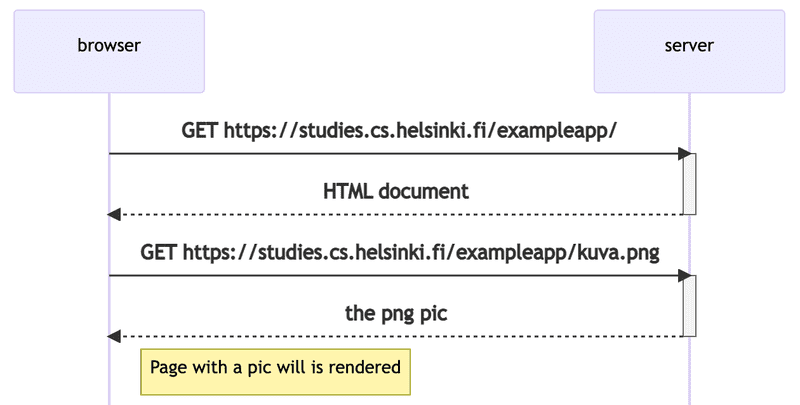 browser
server
GET https://studies.cs.helsinki.fi/exampleapp/
HTML document
GET https://studies.cs.helsinki.fi/exampleapp/kuva.png
the png pic
Page with a pic will is rendered